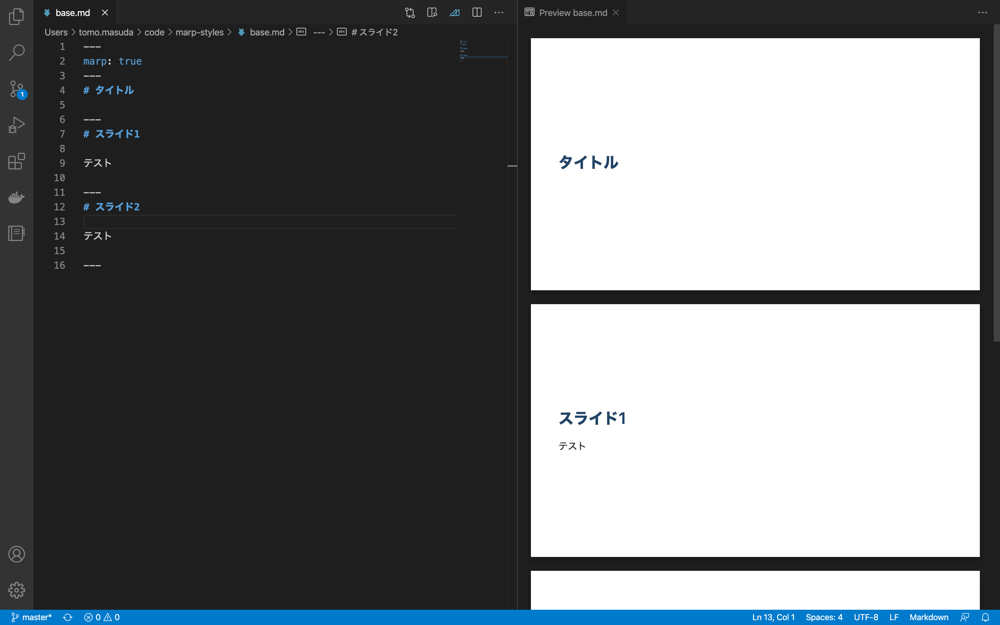 base.md
Preview base.md
Users > tomo.masuda > code > marp-styles > base.md > --- > # スライド2
1 ---
2 marp: true
3 ---
4 # タイトル
5
6 ---
7 # スライド1
8
9 テスト
10
11 ---
12 # スライド2
13
14 テスト
15
16 ---
タイトル
スライド1
テスト
1
master* 0 0 Ln 13, Col 1 Spaces: 4 UTF-8 LF Markdown